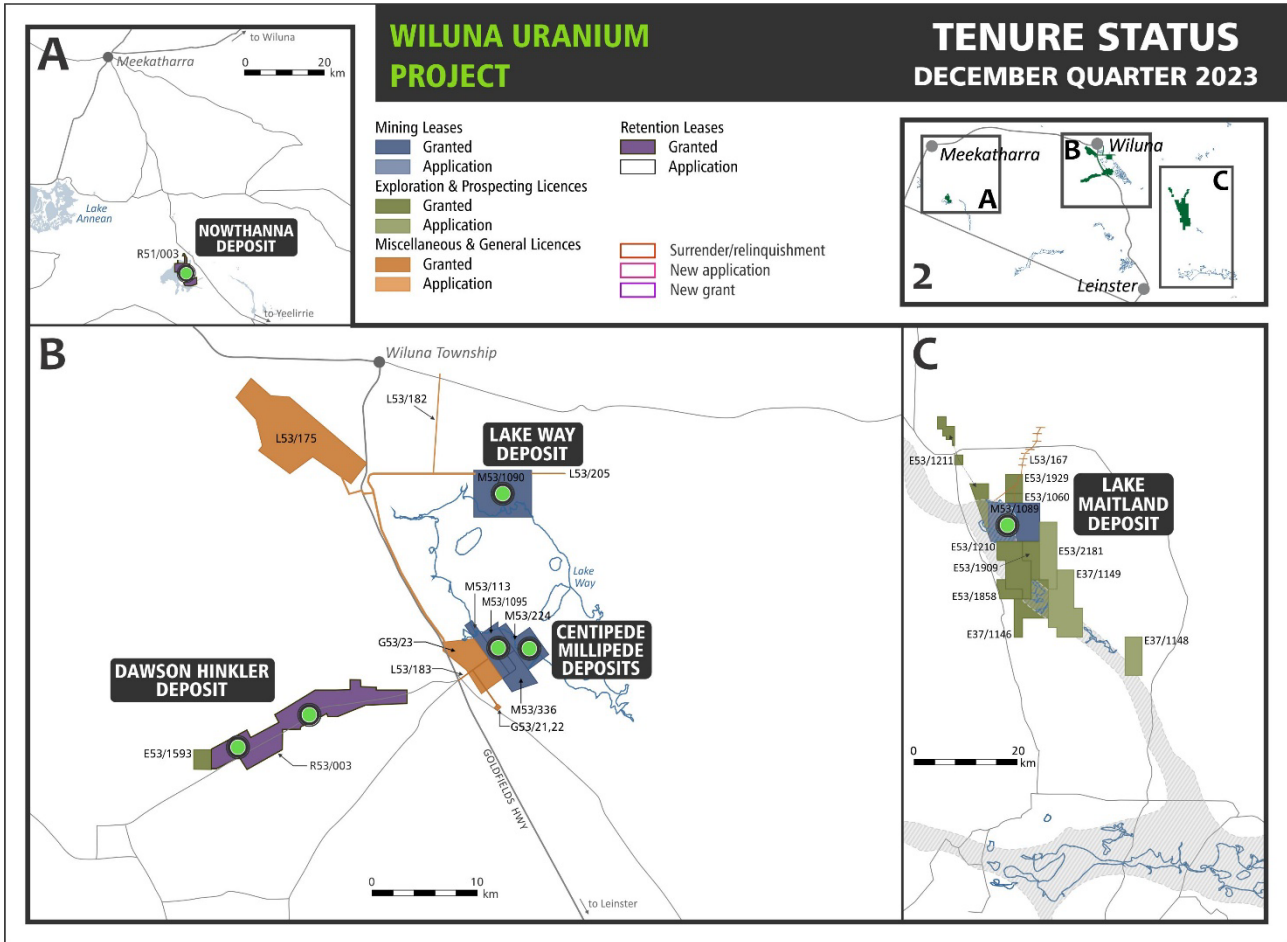 WILUNA URANIUM
PROJECT
TENURE STATUS
DECEMBER QUARTER 2023
A
to Wiluna
Meekatharra
0 20
km
Lake
Annean
NOWTHANNA
DEPOSIT
R51/003
to Yeelirrie
Mining Leases
Granted
Application
Exploration & Prospecting Licences
Granted
Application
Miscellaneous & General Licences
Granted
Application
Retention Leases
Granted
Application
Surrender/relinquishment
New application
New grant
Meekatharra
Wiluna
A
B
C
2
Leinster
B
Wiluna Township
L53/182
L53/175
LAKE WAY
DEPOSIT
L53/205
M53/1090
Lake
Way
M53/113
M53/1095
M53/224
G53/23
CENTIPEDE
MILLIPEDE
DEPOSITS
L53/183
DAWSON HINKLER
DEPOSIT
M53/336
G53/21,22
E53/1593
R53/003
GOLDFIELDS HWY
0 10
km
to Leinster
C
E53/1211
L53/167
E53/1929
E53/1060
M53/1089
LAKE
MAITLAND
DEPOSIT
E53/1210
E53/2181
E53/1909
E37/1149
E53/1858
E37/1146
E37/1148
0 20
km